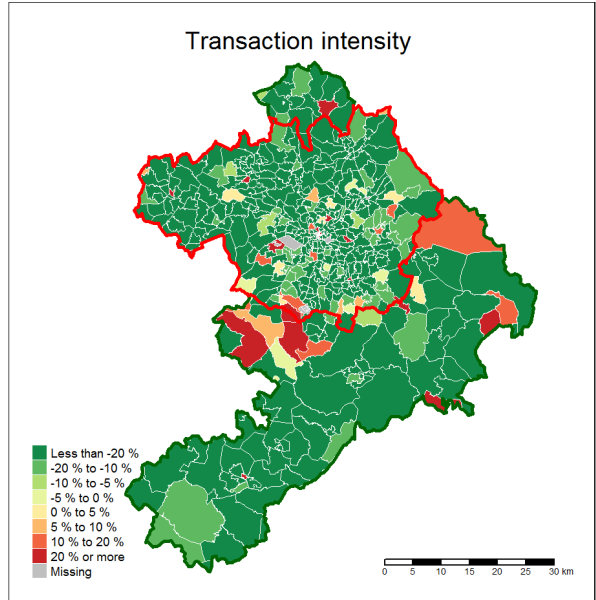 Transaction intensity
Less than -20 %
-20 % to -10 %
-10 % to -5 %
-5 % to 0 %
0 % to 5 %
5 % to 10 %
10 % to 20 %
20 % or more
Missing
0 5 10 15 20 25 30 km